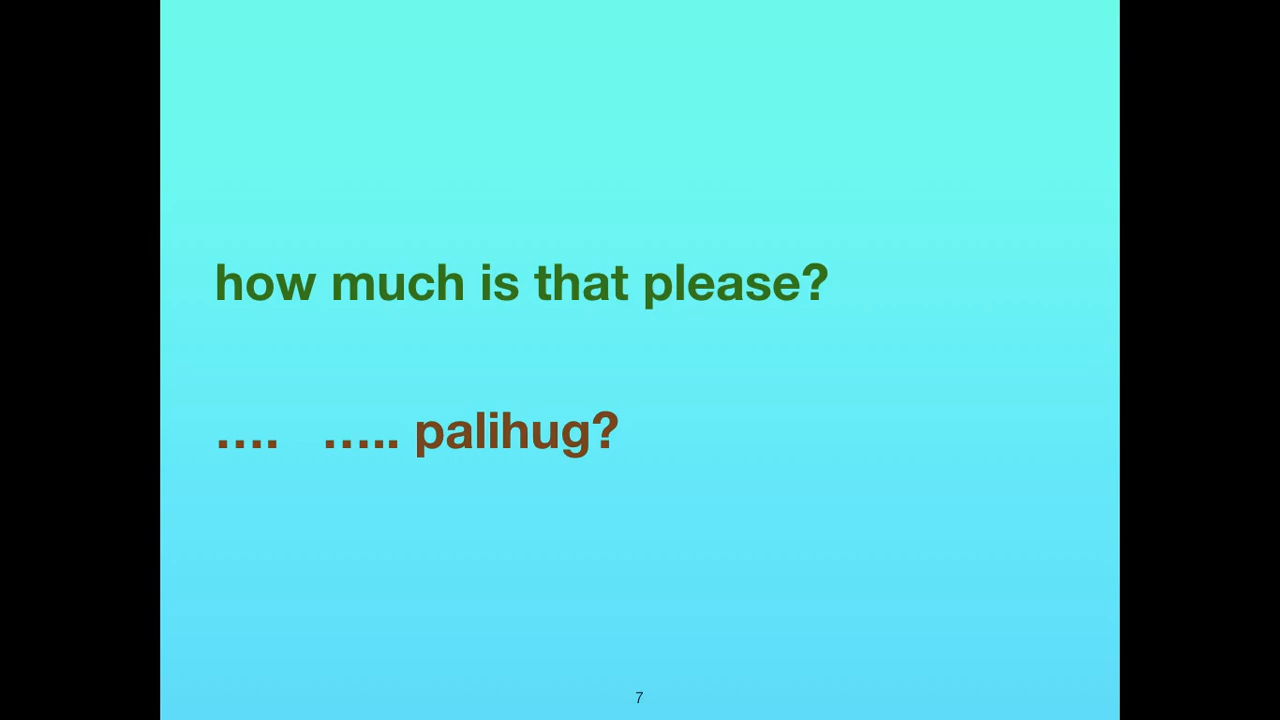 how much is that please?
….   ….. palihug?
7